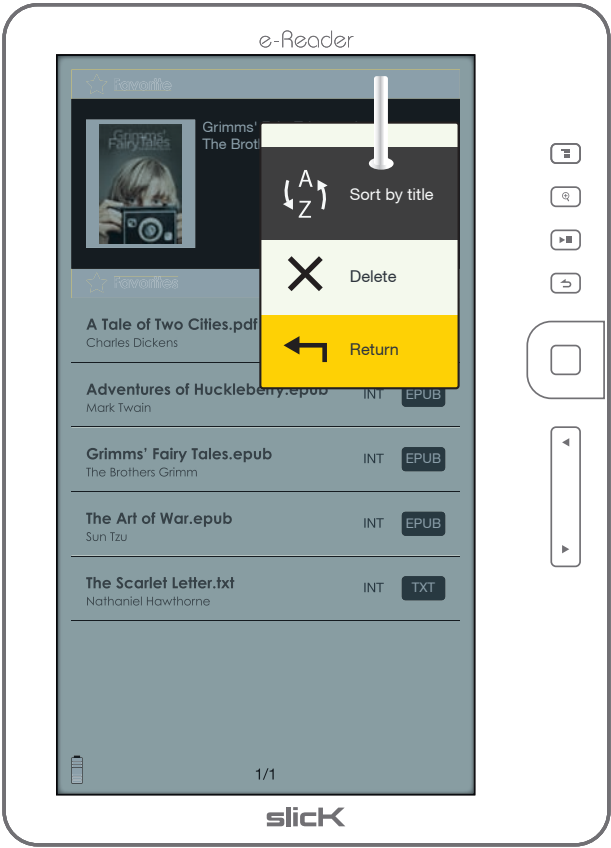 e-Reader
Favorite
Grimms'
The Brot
Grimms'
Fairy Tales
A
Z
Sort by title
Delete
Return
Favorites
A Tale of Two Cities.pdf
Charles Dickens
Adventures of Huckleberry.epub INT EPUB
Mark Twain
Grimms’ Fairy Tales.epub INT EPUB
The Brothers Grimm
The Art of War.epub INT EPUB
Sun Tzu
The Scarlet Letter.txt INT TXT
Nathaniel Hawthorne
1/1
slick